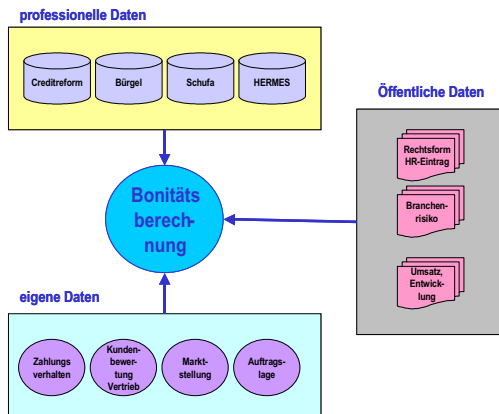 professionelle Daten
Creditreform
Bürgel
Schufa
HERMES
Öffentliche Daten
Rechtsform
HR-Eintrag
Branchen-
risiko
Umsatz,
Entwick-
lung
Bonitäts
berech-
nung
eigene Daten
Zahlungs
verhalten
Kunden-
bewer-
tung
Vertrieb
Markt-
stellung
Auftrags-
lage